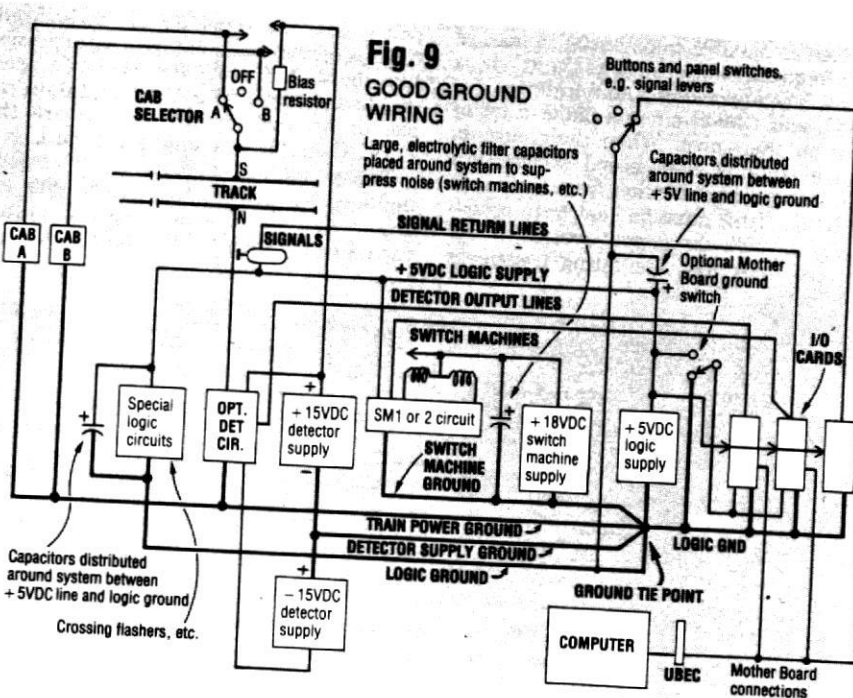 Fig. 9
GOOD GROUND
WIRING
Large, electrolytic filter capacitors
placed around system to sup-
press noise (switch machines, etc.)
Buttons and panel switches,
e.g. signal levers
Capacitors distributed
around system between
+5V line and logic ground
CAB
SELECTOR
OFF
A
B
Bias
resistor
S
TRACK
N
CAB
A
CAB
B
SIGNALS
SIGNAL RETURN LINES
+5VDC LOGIC SUPPLY
DETECTOR OUTPUT LINES
Optional Mother
Board ground
switch
I/O
CARDS
SWITCH MACHINES
+
Special
logic
circuits
OPT.
DET
CIR.
+
+15VDC
detector
supply
−
SM1 or 2 circuit
+
+18VDC
switch
machine
supply
+
+5VDC
logic
supply
SWITCH
MACHINE
GROUND
TRAIN POWER GROUND
DETECTOR SUPPLY GROUND
LOGIC GROUND
LOGIC GND
GROUND TIE POINT
Capacitors distributed
around system between
+5VDC line and logic ground
Crossing flashers, etc.
+
−15VDC
detector
supply
COMPUTER
UBEC
Mother Board
connections